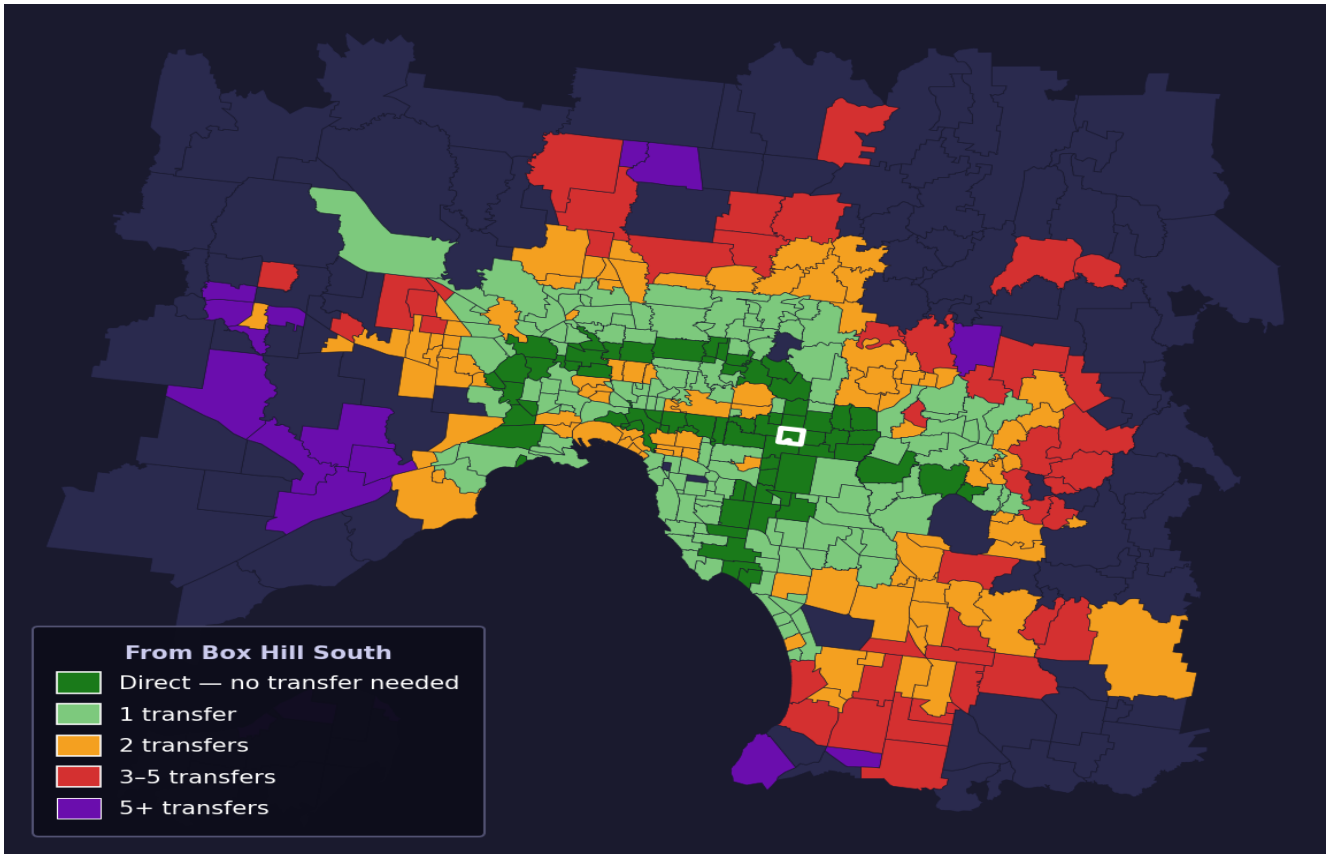 From Box Hill South
Direct — no transfer needed
1 transfer
2 transfers
3–5 transfers
5+ transfers